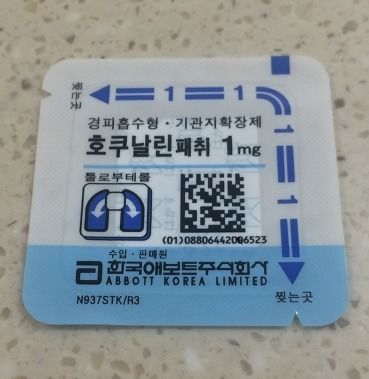 찢는곳
1 1
경피흡수형·기관지확장제
호쿠날린패취 1mg
1
툴로부테롤
1
수입·판매원
한국애보트주식회사
ABBOTT KOREA LIMITED
N937STK/R3
찢는곳